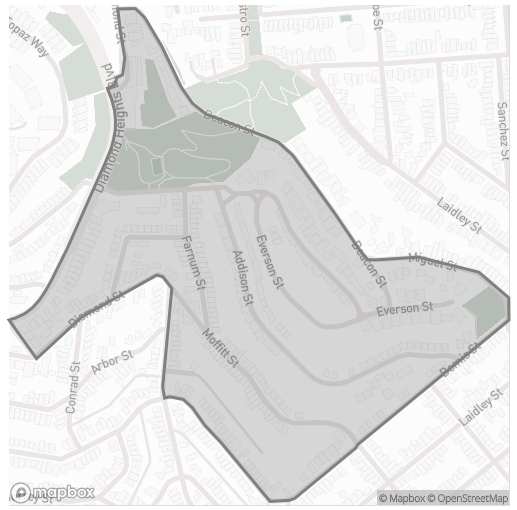 Topaz Way
Diamond Heights Blvd
Beacon St
Sanchez St
Laidley St
Farnum St
Addison St
Everson St
Beacon St
Miguel St
Diamond St
Everson St
Moffitt St
Arbor St
Conrad St
Bemis St
Laidley St
mapbox
© Mapbox © OpenStreetMap